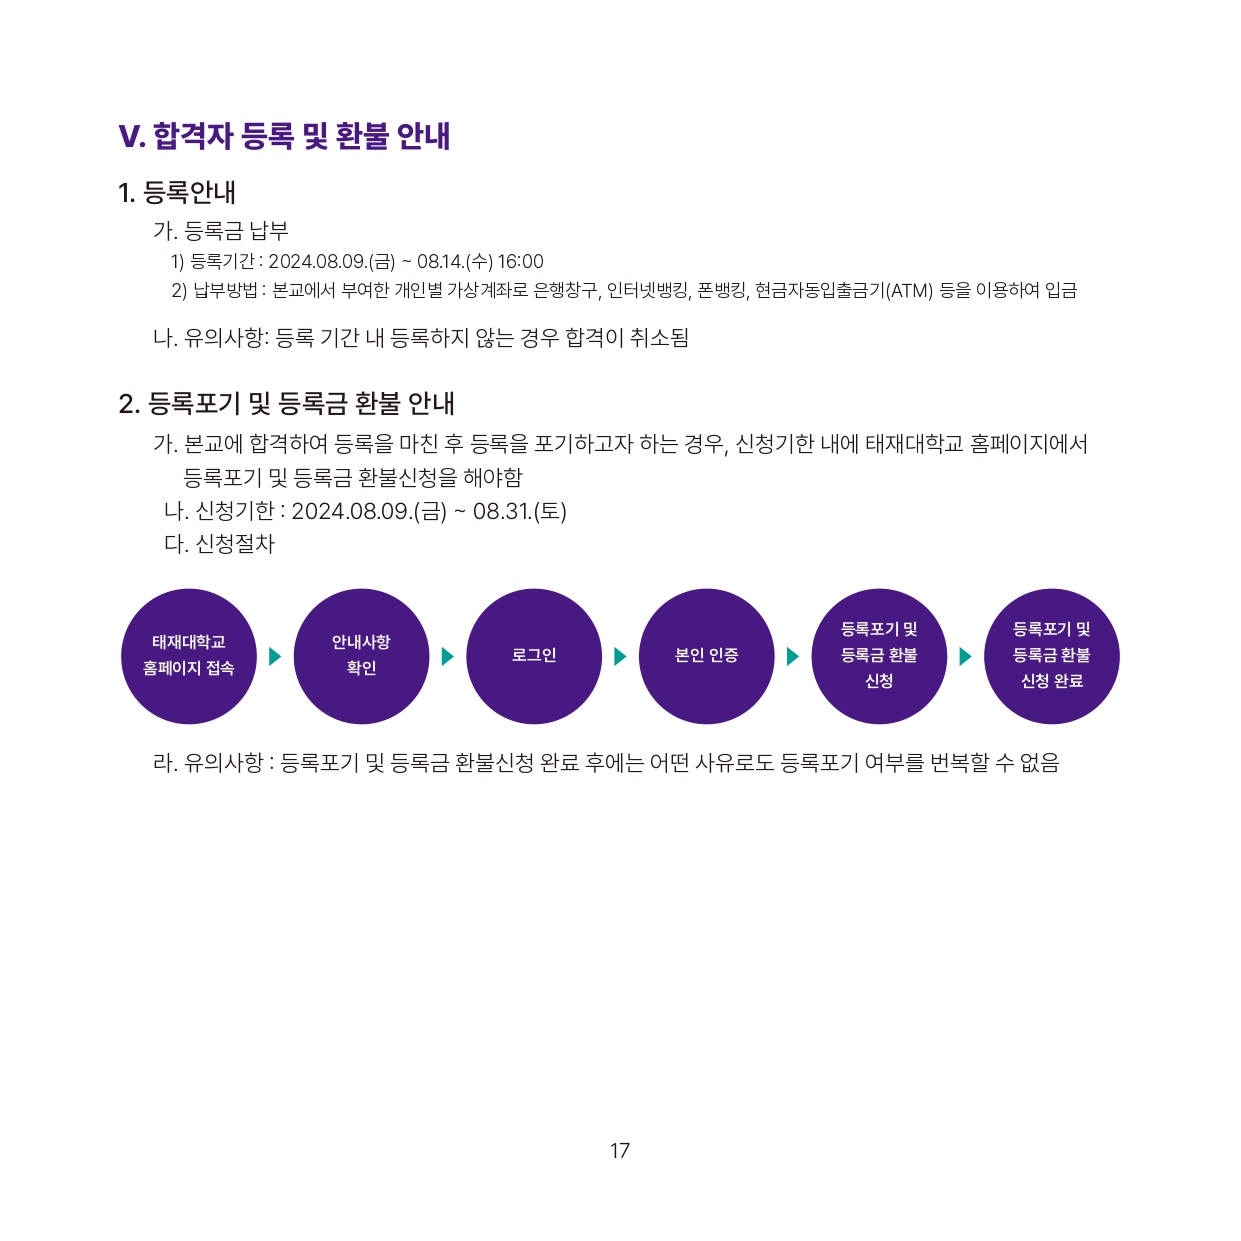 V. 합격자 등록 및 환불 안내
1. 등록안내
가. 등록금 납부
1) 등록기간 : 2024.08.09.(금) ~ 08.14.(수) 16:00
2) 납부방법 : 본교에서 부여한 개인별 가상계좌로 은행창구, 인터넷뱅킹, 폰뱅킹, 현금자동입출금기(ATM) 등을 이용하여 입금
나. 유의사항: 등록 기간 내 등록하지 않는 경우 합격이 취소됨
2. 등록포기 및 등록금 환불 안내
가. 본교에 합격하여 등록을 마친 후 등록을 포기하고자 하는 경우, 신청기한 내에 태재대학교 홈페이지에서
등록포기 및 등록금 환불신청을 해야함
나. 신청기한 : 2024.08.09.(금) ~ 08.31.(토)
다. 신청절차
태재대학교
홈페이지 접속
안내사항
확인
로그인
본인 인증
등록포기 및
등록금 환불
신청
등록포기 및
등록금 환불
신청 완료
라. 유의사항 : 등록포기 및 등록금 환불신청 완료 후에는 어떤 사유로도 등록포기 여부를 번복할 수 없음
17